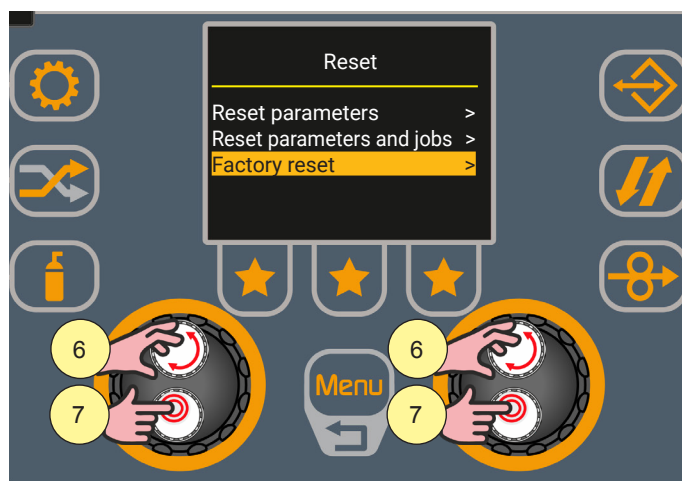 Reset
Reset parameters >
Reset parameters and jobs >
Factory reset >
6
6
Menu
7
7